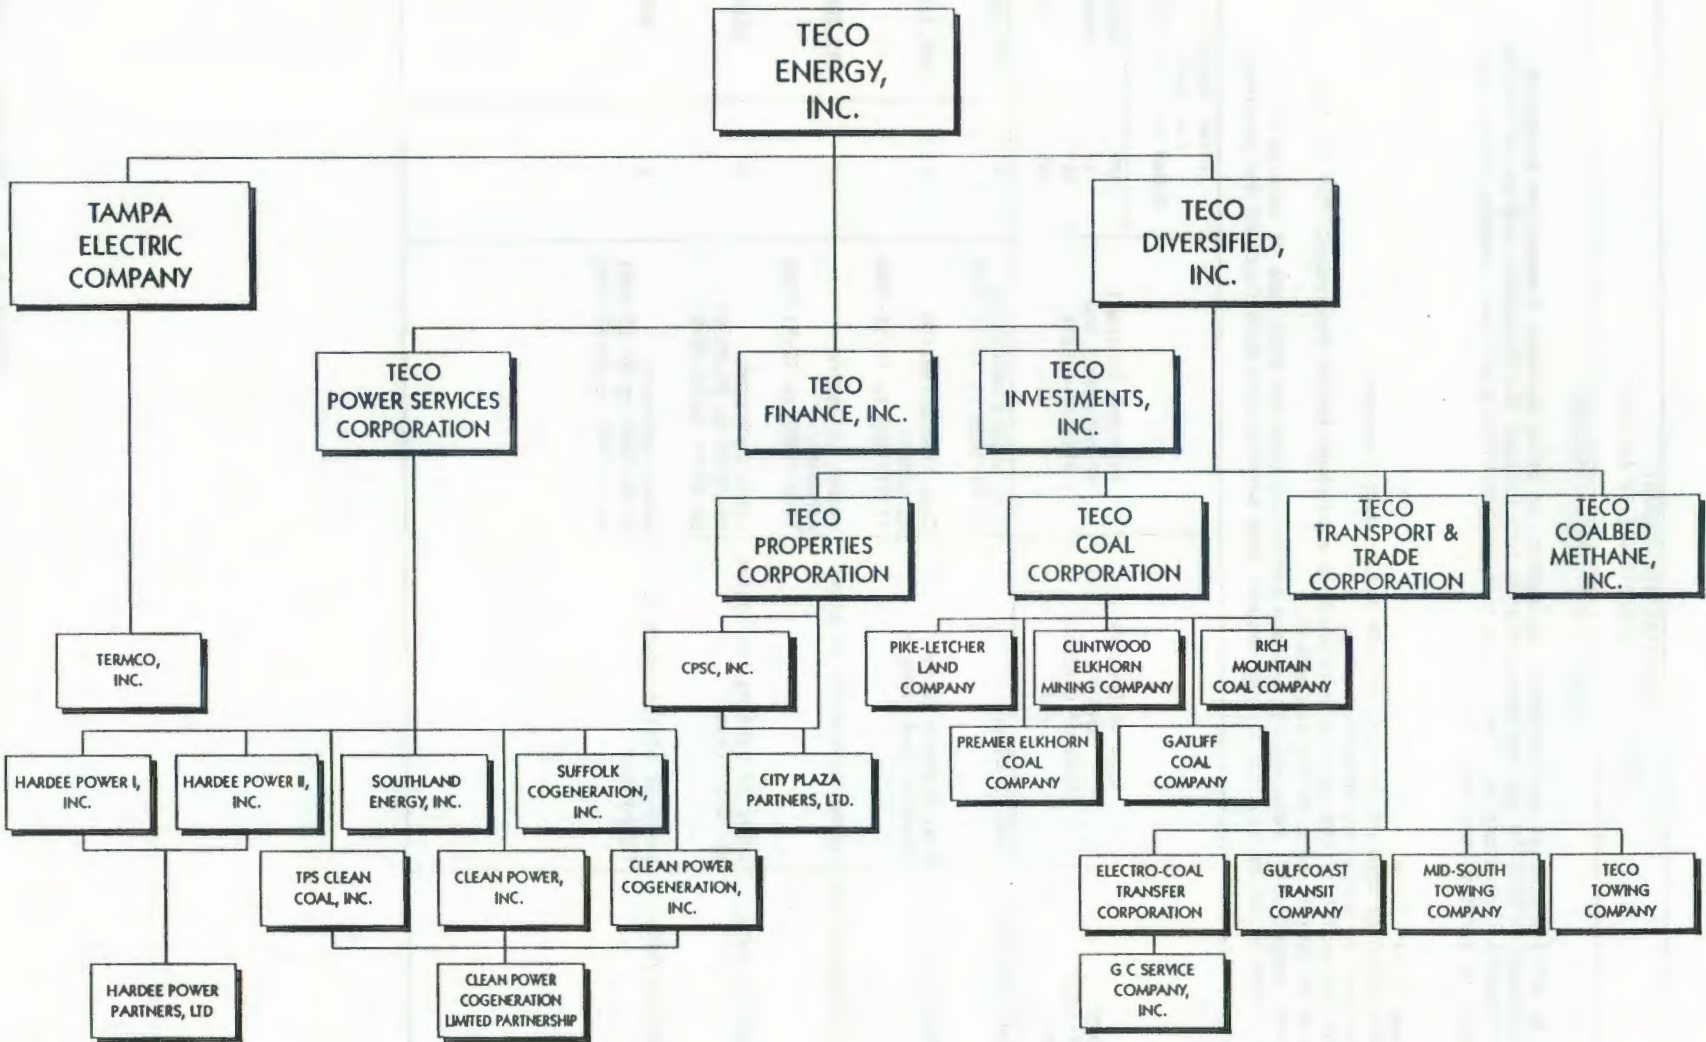 TECO
ENERGY,
INC.
TAMPA
ELECTRIC
COMPANY
TECO
DIVERSIFIED,
INC.
TECO
POWER SERVICES
CORPORATION
TECO
FINANCE, INC.
TECO
INVESTMENTS,
INC.
TECO
PROPERTIES
CORPORATION
TECO
COAL
CORPORATION
TECO
TRANSPORT &
TRADE
CORPORATION
TECO
COALBED
METHANE,
INC.
TERMCO,
INC.
CPSC, INC.
PIKE-LETCHER
LAND
COMPANY
CLINTWOOD
ELKHORN
MINING COMPANY
RICH
MOUNTAIN
COAL COMPANY
HARDEE POWER I,
INC.
HARDEE POWER II,
INC.
SOUTHLAND
ENERGY, INC.
SUFFOLK
COGENERATION,
INC.
CITY PLAZA
PARTNERS, LTD.
PREMIER ELKHORN
COAL
COMPANY
GATLIFF
COAL
COMPANY
TPS CLEAN
COAL, INC.
CLEAN POWER,
INC.
CLEAN POWER
COGENERATION,
INC.
ELECTRO-COAL
TRANSFER
CORPORATION
GULFCOAST
TRANSIT
COMPANY
MID-SOUTH
TOWING
COMPANY
TECO
TOWING
COMPANY
HARDEE POWER
PARTNERS, LTD
CLEAN POWER
COGENERATION
LIMITED PARTNERSHIP
G C SERVICE
COMPANY,
INC.